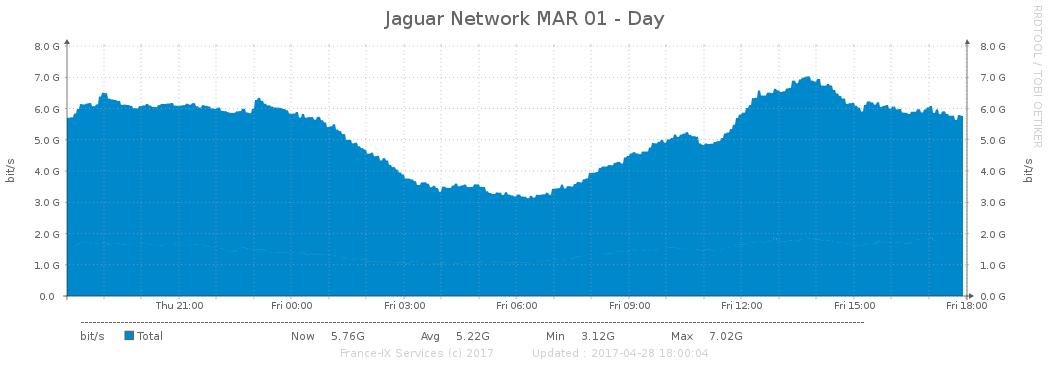 Jaguar Network MAR 01 - Day
RRDTOOL / TOBI OETIKER
8.0 G 8.0 G
7.0 G 7.0 G
6.0 G 6.0 G
5.0 G 5.0 G
4.0 G 4.0 G
3.0 G 3.0 G
2.0 G 2.0 G
1.0 G 1.0 G
0.0 0.0 G
bit/s bit/s
Thu 21:00 Fri 00:00 Fri 03:00 Fri 06:00 Fri 09:00 Fri 12:00 Fri 15:00 Fri 18:00
bit/s Total Now 5.76G Avg 5.22G Min 3.12G Max 7.02G
France-IX Services (c) 2017 Updated : 2017-04-28 18:00:04